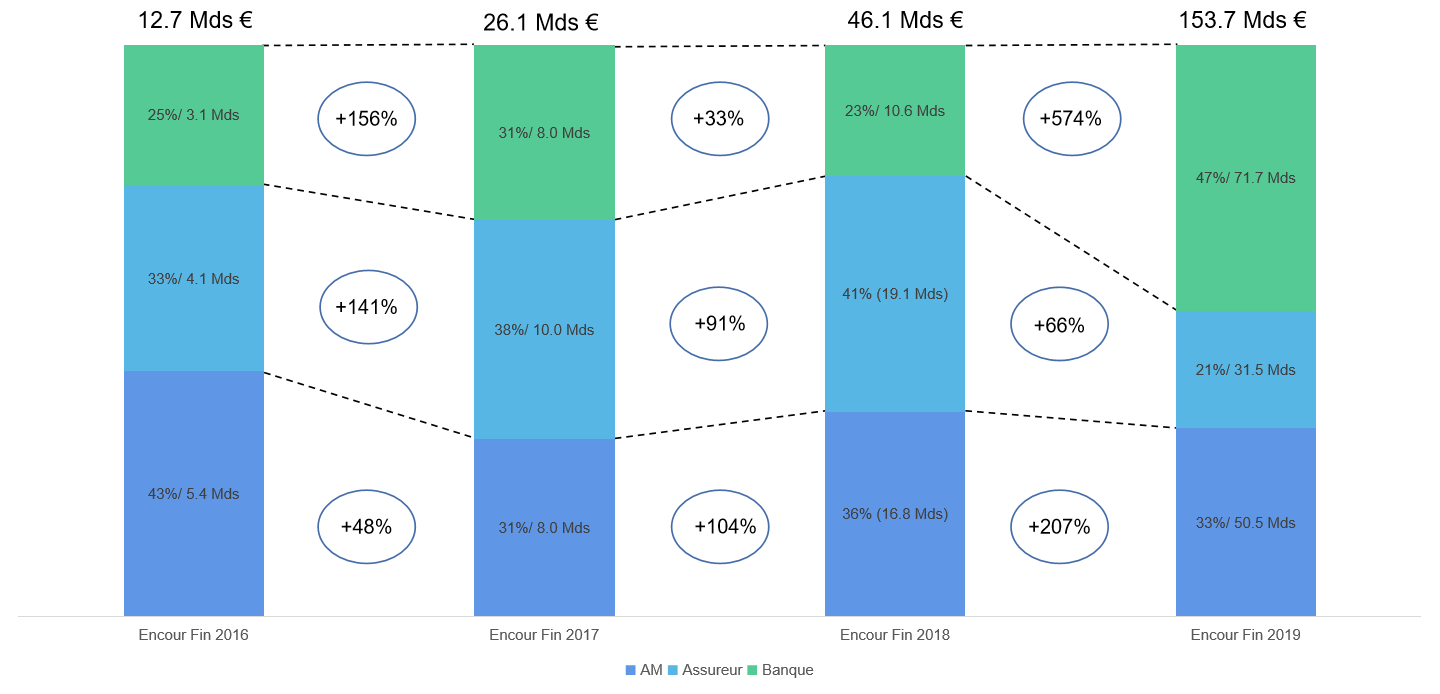 12.7 Mds €
26.1 Mds €
46.1 Mds €
153.7 Mds €
25%/ 3.1 Mds
+156%
31%/ 8.0 Mds
+33%
23%/ 10.6 Mds
+574%
47%/ 71.7 Mds
33%/ 4.1 Mds
+141%
38%/ 10.0 Mds
+91%
41% (19.1 Mds)
+66%
21%/ 31.5 Mds
43%/ 5.4 Mds
+48%
31%/ 8.0 Mds
+104%
36% (16.8 Mds)
+207%
33%/ 50.5 Mds
Encour Fin 2016
Encour Fin 2017
Encour Fin 2018
Encour Fin 2019
AM Assureur Banque